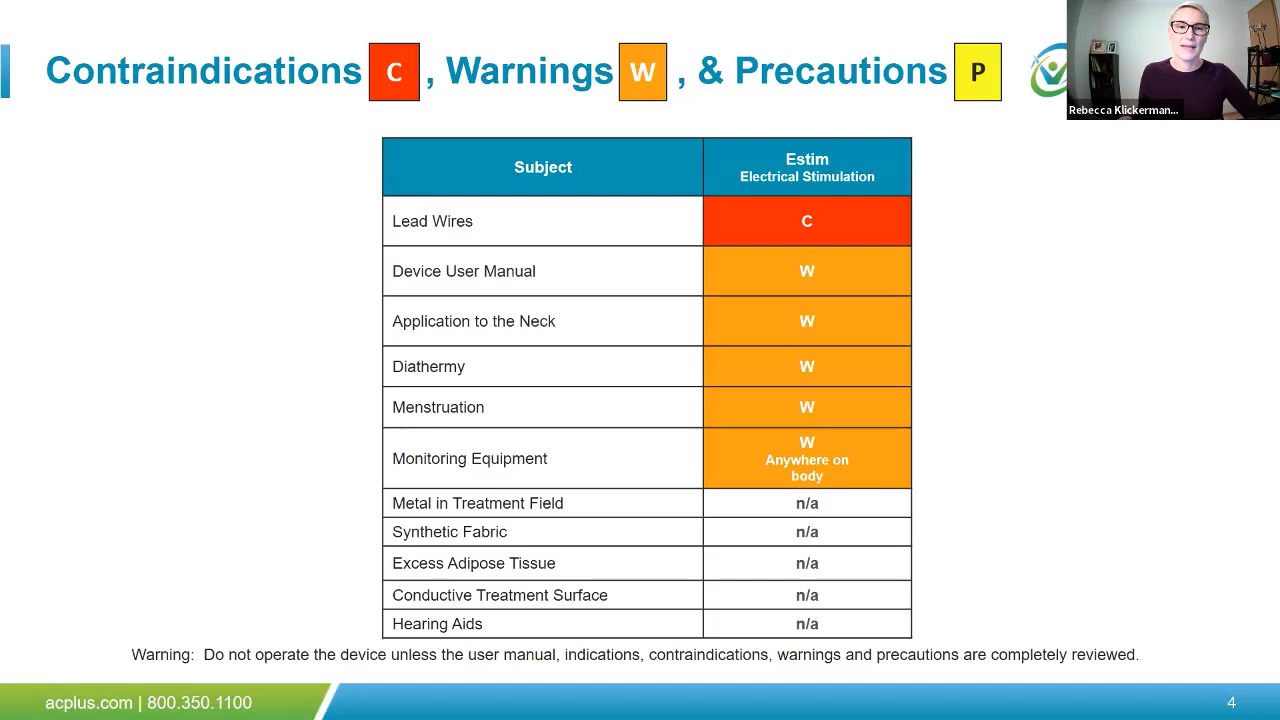 Contraindications C , Warnings W , & Precautions P
Rebecca Klickerman...
Subject
Estim
Electrical Stimulation
Lead Wires
C
Device User Manual
W
Application to the Neck
W
Diathermy
W
Menstruation
W
Monitoring Equipment
W
Anywhere on
body
Metal in Treatment Field
n/a
Synthetic Fabric
n/a
Excess Adipose Tissue
n/a
Conductive Treatment Surface
n/a
Hearing Aids
n/a
Warning: Do not operate the device unless the user manual, indications, contraindications, warnings and precautions are completely reviewed.
acplus.com | 800.350.1100
4